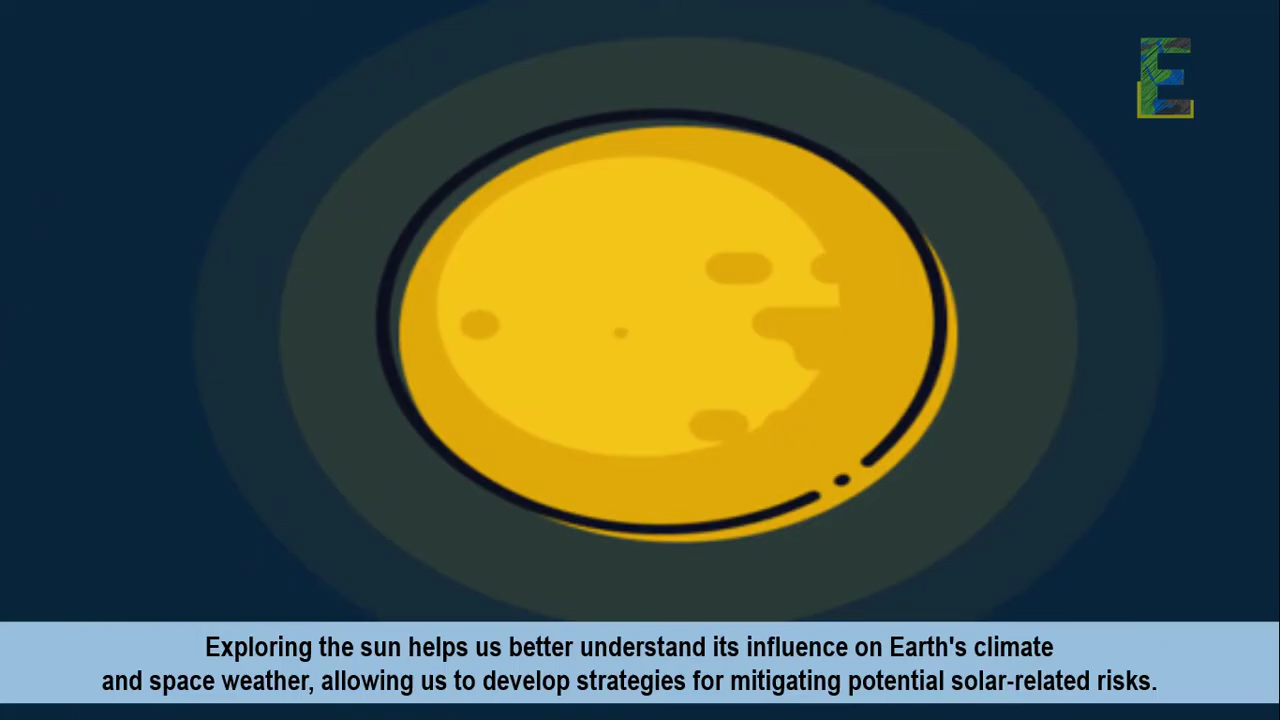 E
Exploring the sun helps us better understand its influence on Earth's climate
and space weather, allowing us to develop strategies for mitigating potential solar-related risks.